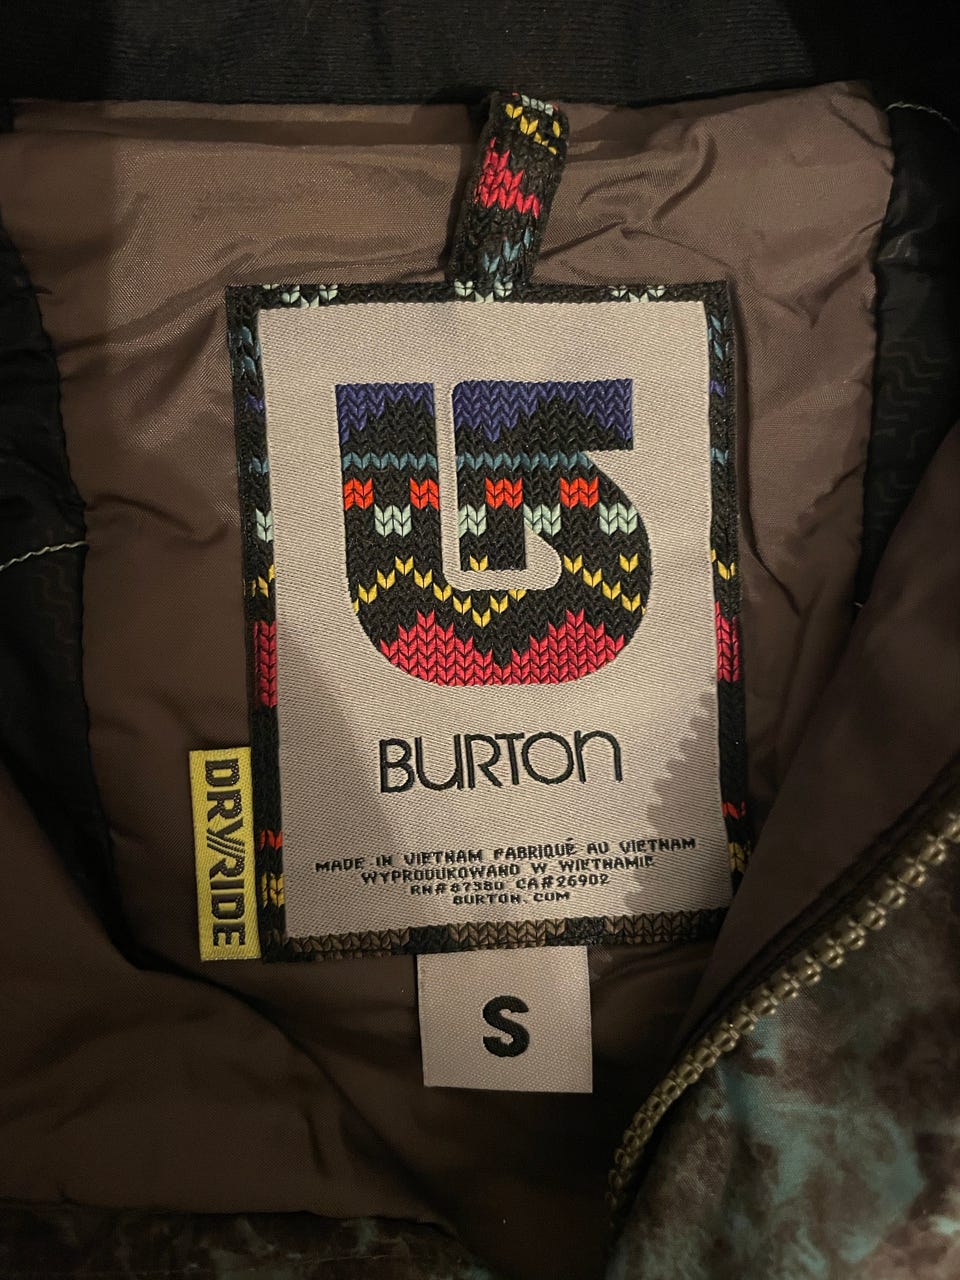 BURTON
MADE IN VIETNAM FABRIQUÉ AU VIETNAM
WYPRODUKOWANO W WIETNAMIE
RN#87380 CA#26902
BURTON.COM
DRY//RIDE
S